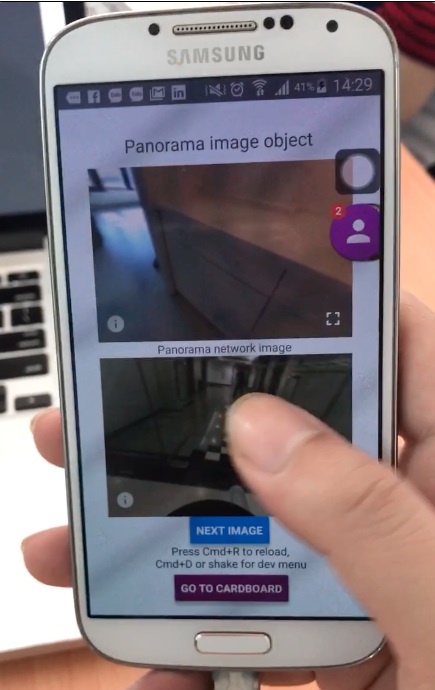 SAMSUNG
41% 14:29
Panorama image object
2
Panorama network image
NEXT IMAGE
Press Cmd+R to reload,
Cmd+D or shake for dev menu
GO TO CARDBOARD